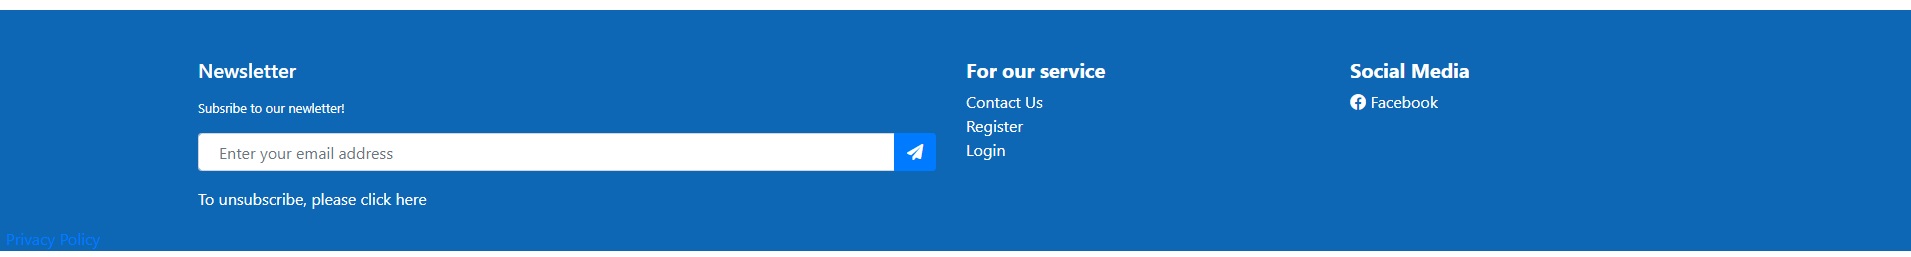 Newsletter
Subsribe to our newletter!
Enter your email address
To unsubscribe, please click here
For our service
Contact Us
Register
Login
Social Media
Facebook
Privacy Policy